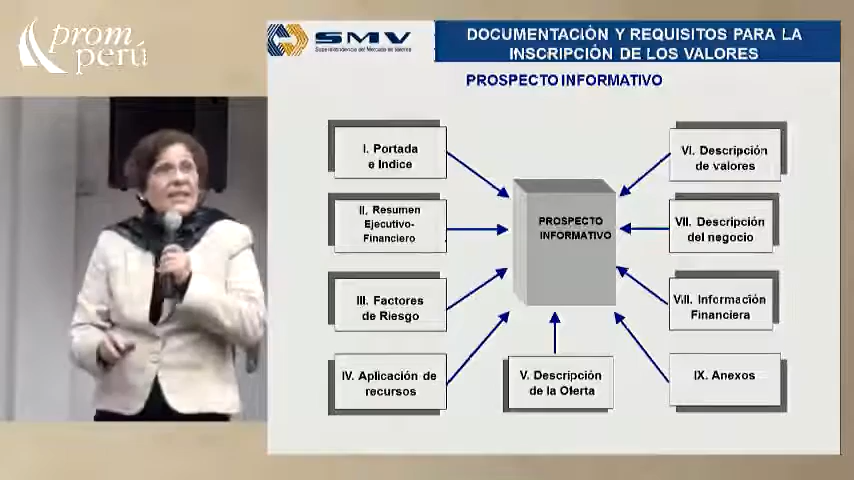 prom
perú
SMV
Superintendencia del Mercado de Valores
DOCUMENTACIÓN Y REQUISITOS PARA LA
INSCRIPCIÓN DE LOS VALORES
PROSPECTO INFORMATIVO
I. Portada
e Indice
II. Resumen
Ejecutivo-
Financiero
III. Factores
de Riesgo
IV. Aplicación de
recursos
V. Descripción
de la Oferta
PROSPECTO
INFORMATIVO
VI. Descripción
de valores
VII. Descripción
del negocio
VIII. Información
Financiera
IX. Anexos